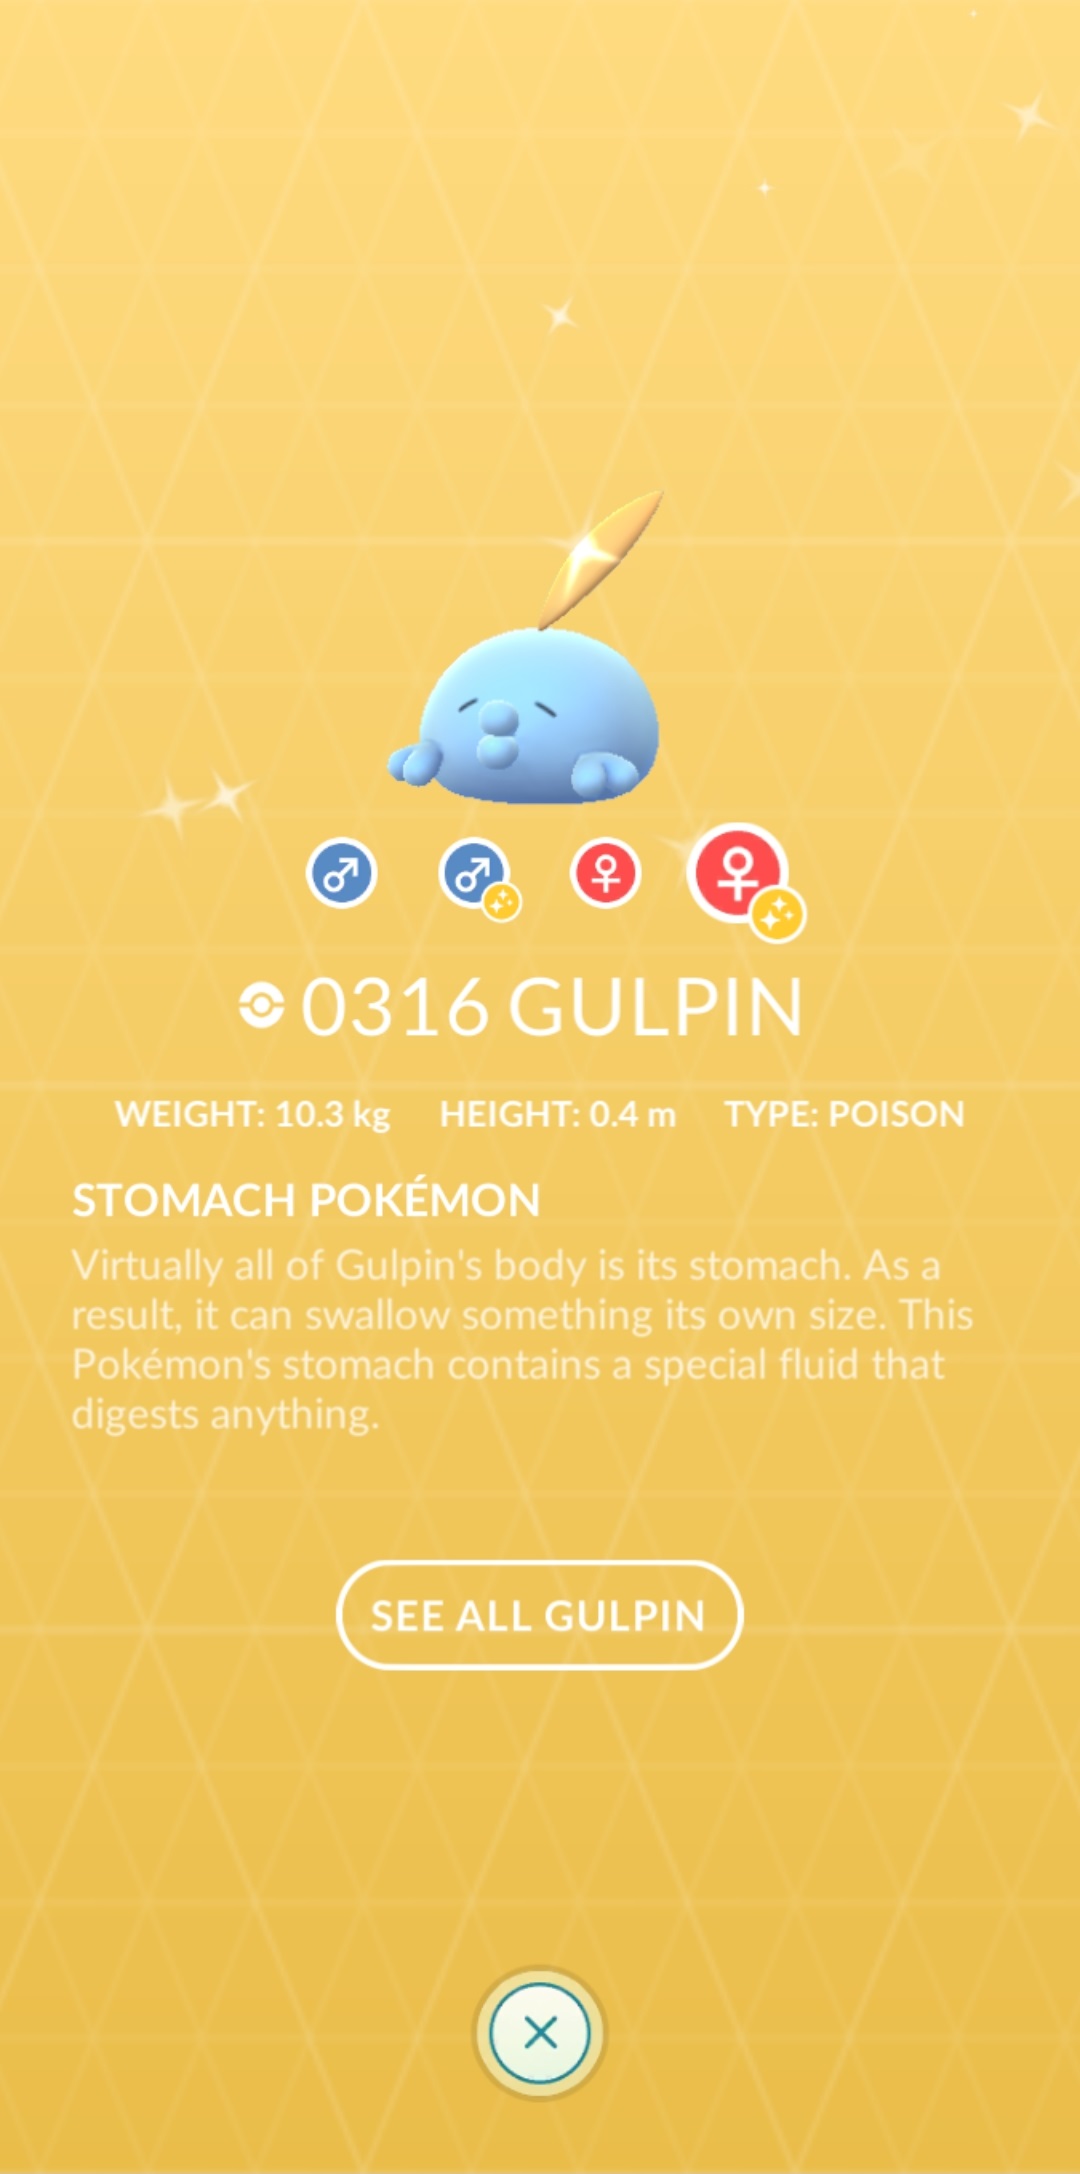 0316 GULPIN
WEIGHT: 10.3 kg HEIGHT: 0.4 m TYPE: POISON
STOMACH POKÉMON
Virtually all of Gulpin's body is its stomach. As a
result, it can swallow something its own size. This
Pokémon's stomach contains a special fluid that
digests anything.
SEE ALL GULPIN